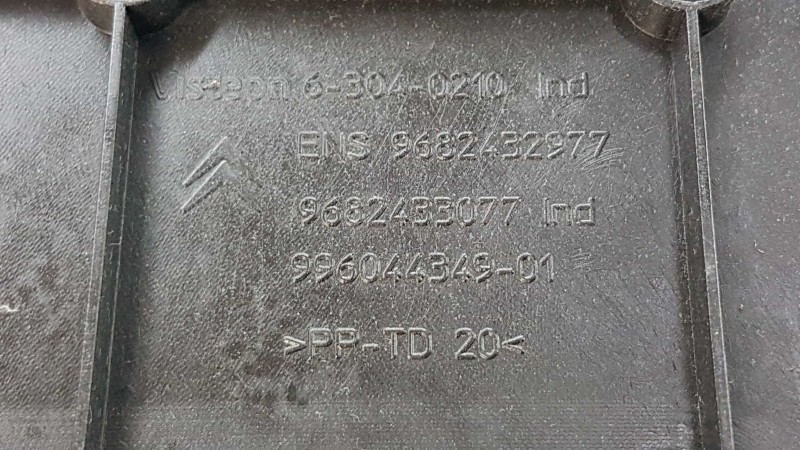 Visteon 6-304-0210 Ind
ENS 9682432977
9682433077 Ind
996044349-01
>PP-TD 20<